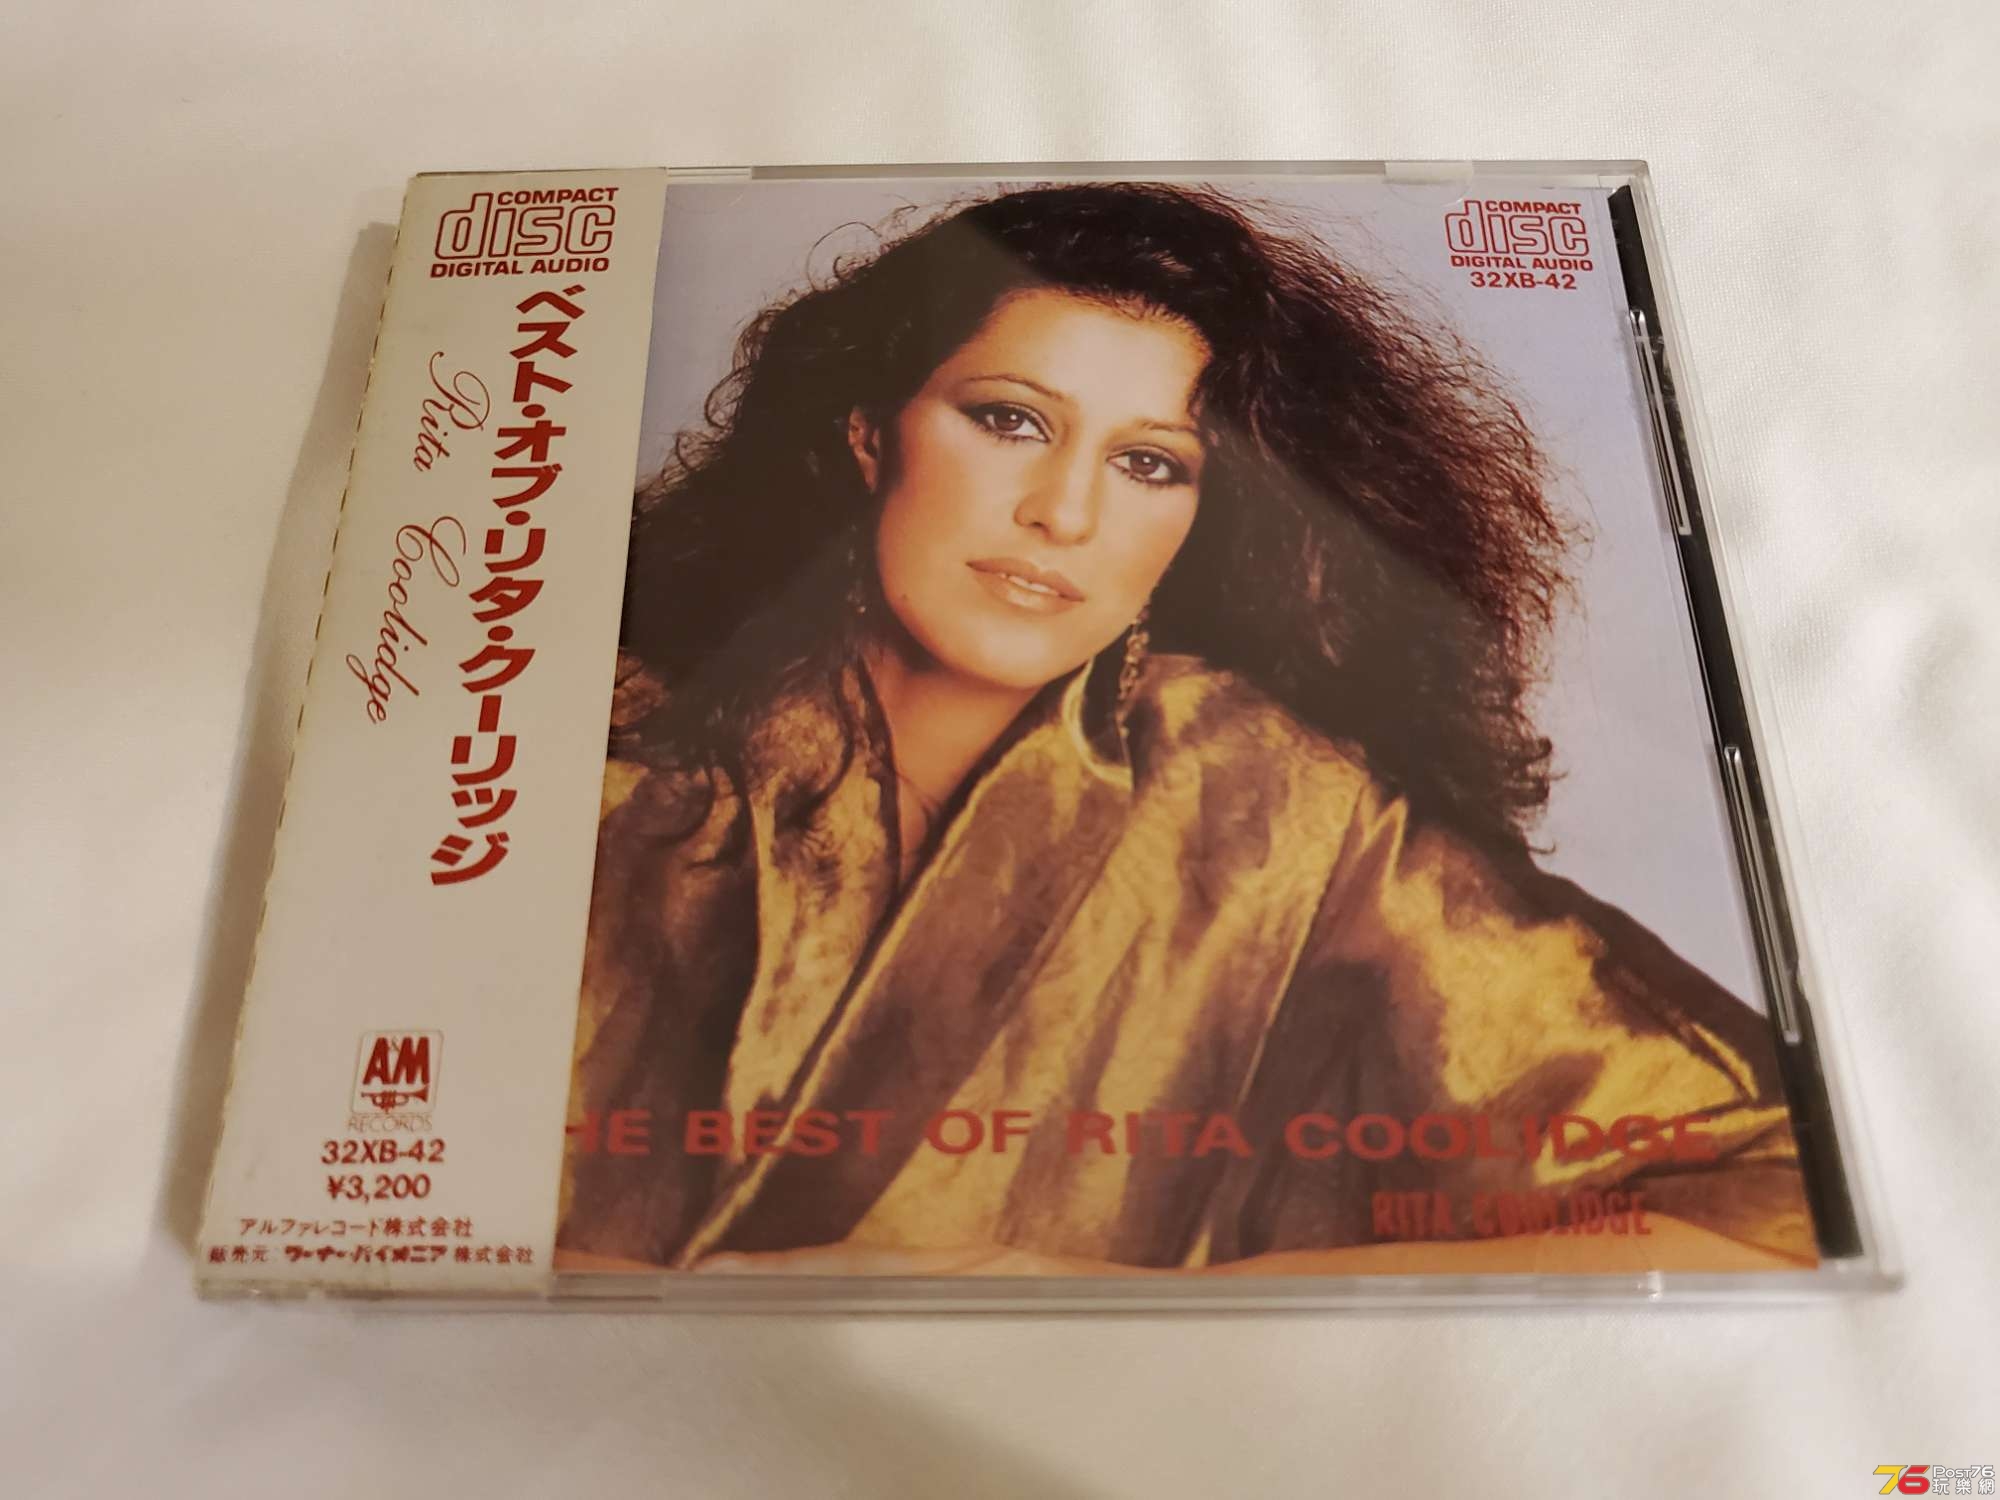 COMPACT
disc
DIGITAL AUDIO
ベスト・オブ・リタ・クーリッジ
Rita Coolidge
A&M
RECORDS
32XB-42
¥3,200
アルファレコード株式会社
販売元:ワーナー・パイオニア株式会社
COMPACT
disc
DIGITAL AUDIO
32XB-42
HE BEST OF RITA COOLIDGE
RITA COOLIDGE
76 Post76
玩樂網